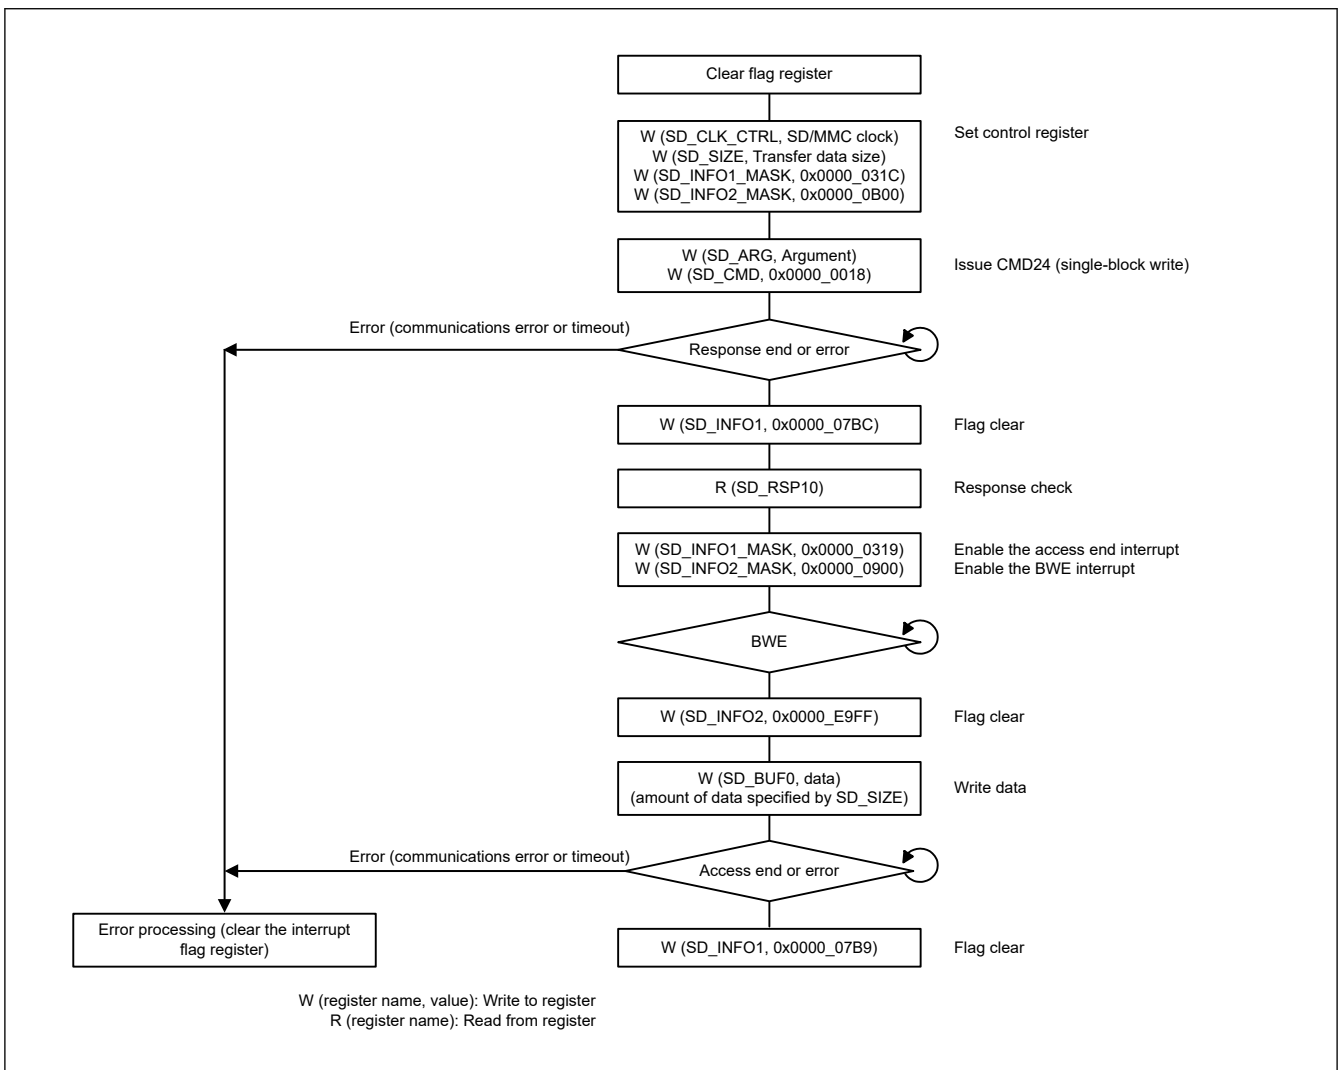 Clear flag register
W (SD_CLK_CTRL, SD/MMC clock)
W (SD_SIZE, Transfer data size)
W (SD_INFO1_MASK, 0x0000_031C)
W (SD_INFO2_MASK, 0x0000_0B00)
Set control register
W (SD_ARG, Argument)
W (SD_CMD, 0x0000_0018)
Issue CMD24 (single-block write)
Error (communications error or timeout)
Response end or error
W (SD_INFO1, 0x0000_07BC)
Flag clear
R (SD_RSP10)
Response check
W (SD_INFO1_MASK, 0x0000_0319)
W (SD_INFO2_MASK, 0x0000_0900)
Enable the access end interrupt
Enable the BWE interrupt
BWE
W (SD_INFO2, 0x0000_E9FF)
Flag clear
W (SD_BUF0, data)
(amount of data specified by SD_SIZE)
Write data
Error (communications error or timeout)
Access end or error
Error processing (clear the interrupt
flag register)
W (SD_INFO1, 0x0000_07B9)
Flag clear
W (register name, value): Write to register
R (register name): Read from register